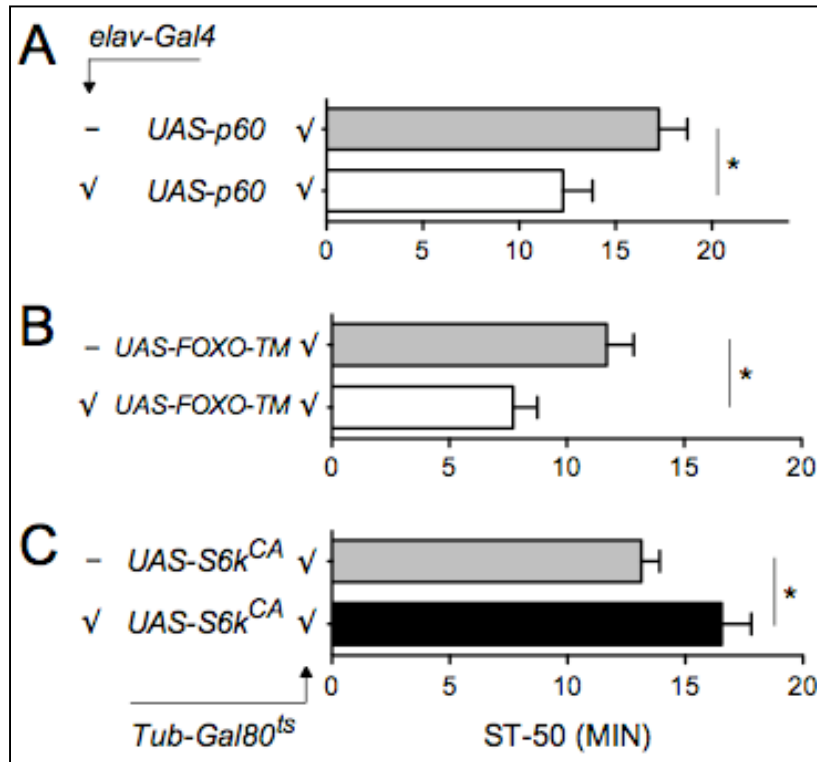 A
elav-Gal4
– UAS-p60 √
√ UAS-p60 √
*
0 5 10 15 20
B
– UAS-FOXO-TM √
√ UAS-FOXO-TM √
*
0 5 10 15 20
C
– UAS-S6k^CA √
√ UAS-S6k^CA √
*
0 5 10 15 20
Tub-Gal80^ts ST-50 (MIN)